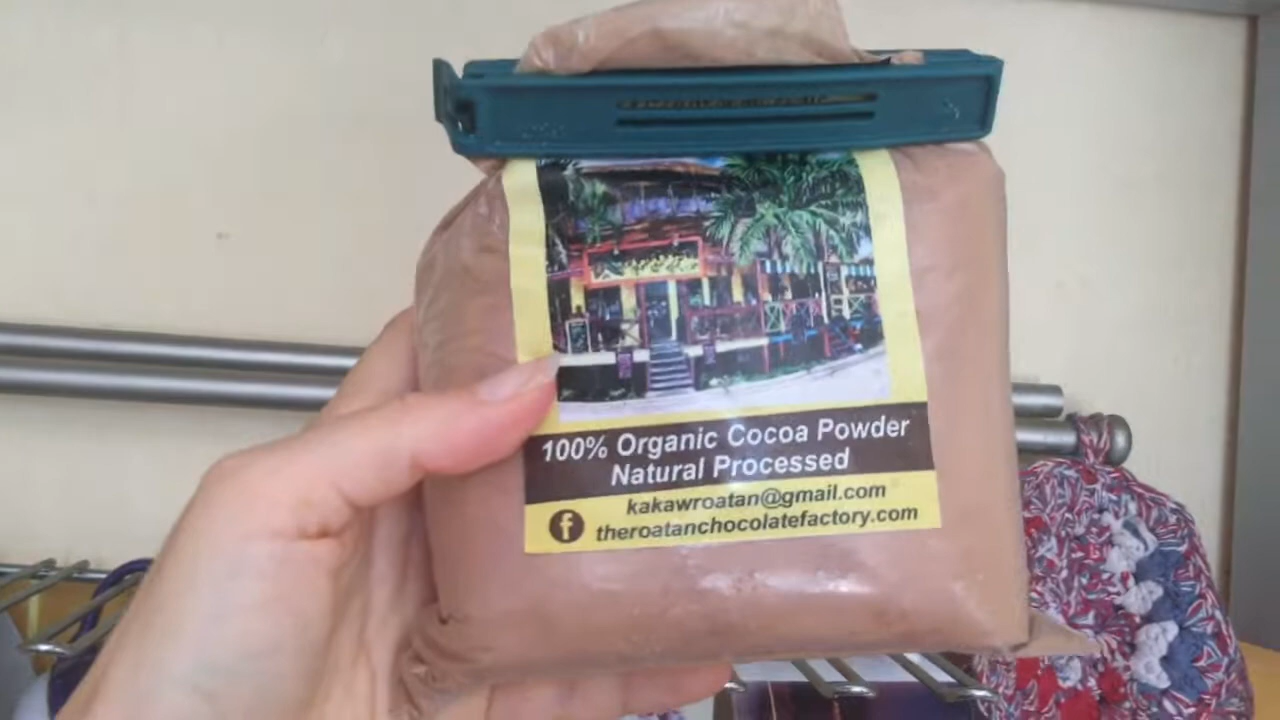 100% Organic Cocoa Powder
Natural Processed
kakawroatan@gmail.com
f theroatanchocolatefactory.com